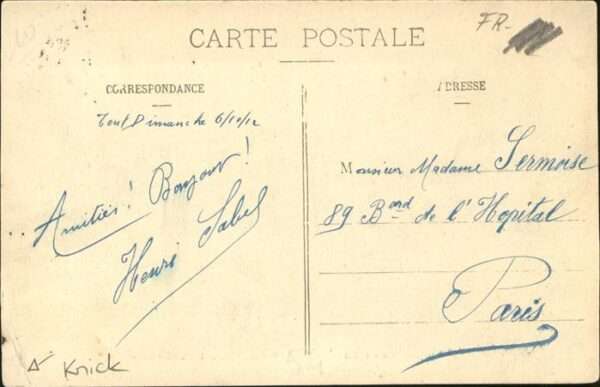 FR-
CARTE POSTALE
CORRESPONDANCE
Toul Dimanche 6/10/12
Amitiés! Bonjour!
Henri Sabel
ADRESSE
Monsieur Madame Sermoise
89 Bard de l'Hopital
Paris
Knick